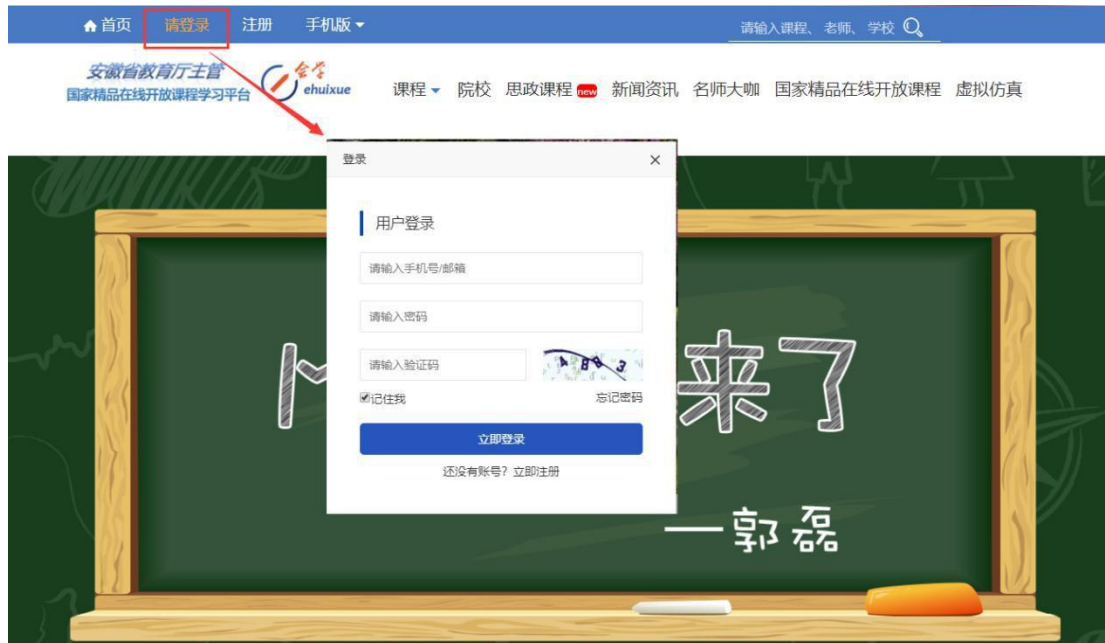 首页 请登录 注册 手机版
请输入课程、老师、学校
安徽省教育厅主管
国家精品在线开放课程学习平台
会学
ehuixue
课程 院校 思政课程 new 新闻资讯 名师大咖 国家精品在线开放课程 虚拟仿真
登录 ×
用户登录
请输入手机号/邮箱
请输入密码
请输入验证码
记住我 忘记密码
立即登录
还没有账号？立即注册
M 来了
—郭磊